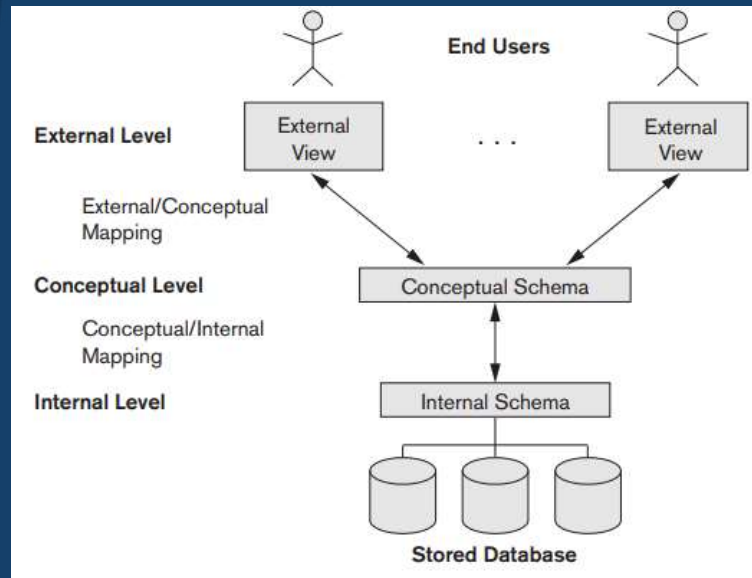 End Users
External Level
External
View
. . .
External
View
External/Conceptual
Mapping
Conceptual Level
Conceptual Schema
Conceptual/Internal
Mapping
Internal Level
Internal Schema
Stored Database